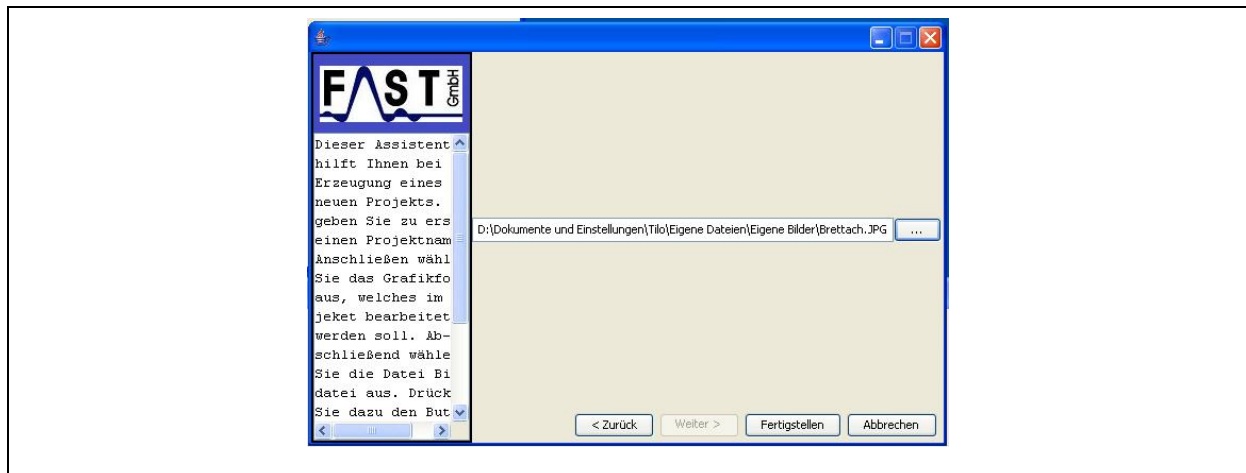 FAST GmbH
Dieser Assistent
hilft Ihnen bei
Erzeugung eines
neuen Projekts.
geben Sie zu ers
einen Projektnam
Anschließen wähl
Sie das Grafikfo
aus, welches im
jeket bearbeitet
werden soll. Ab-
schließend wähle
Sie die Datei Bi
datei aus. Drück
Sie dazu den But
D:\Dokumente und Einstellungen\Tilo\Eigene Dateien\Eigene Bilder\Brettach.JPG ...
< Zurück Weiter > Fertigstellen Abbrechen